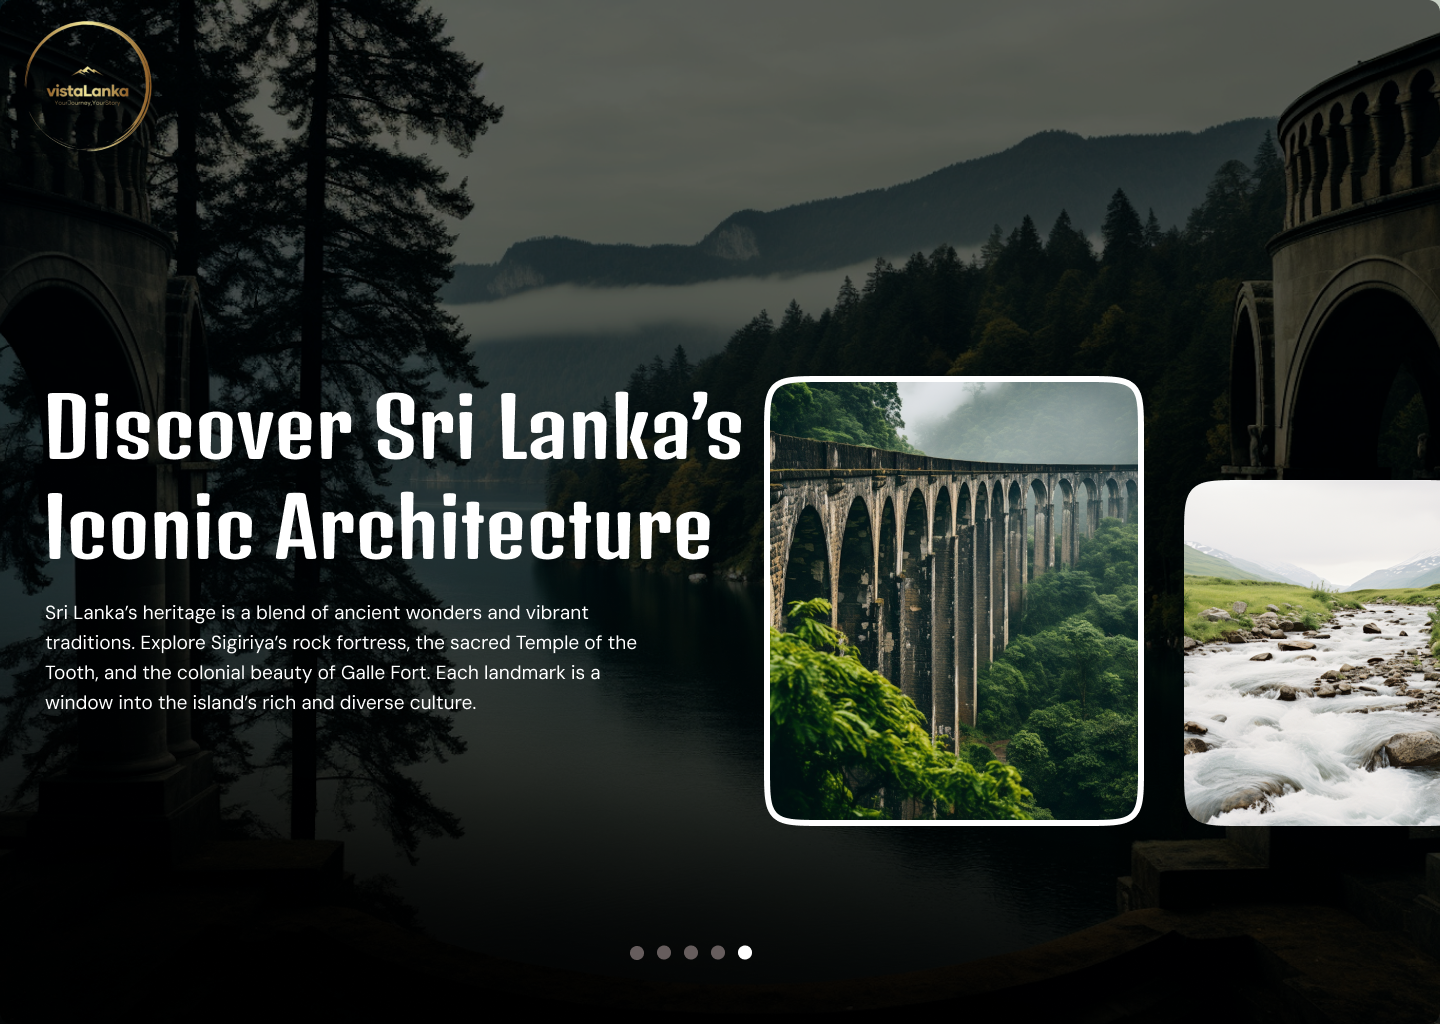 vistaLanka
YourJourney,YourStory
Discover Sri Lanka’s
Iconic Architecture
Sri Lanka’s heritage is a blend of ancient wonders and vibrant
traditions. Explore Sigiriya’s rock fortress, the sacred Temple of the
Tooth, and the colonial beauty of Galle Fort. Each landmark is a
window into the island’s rich and diverse culture.